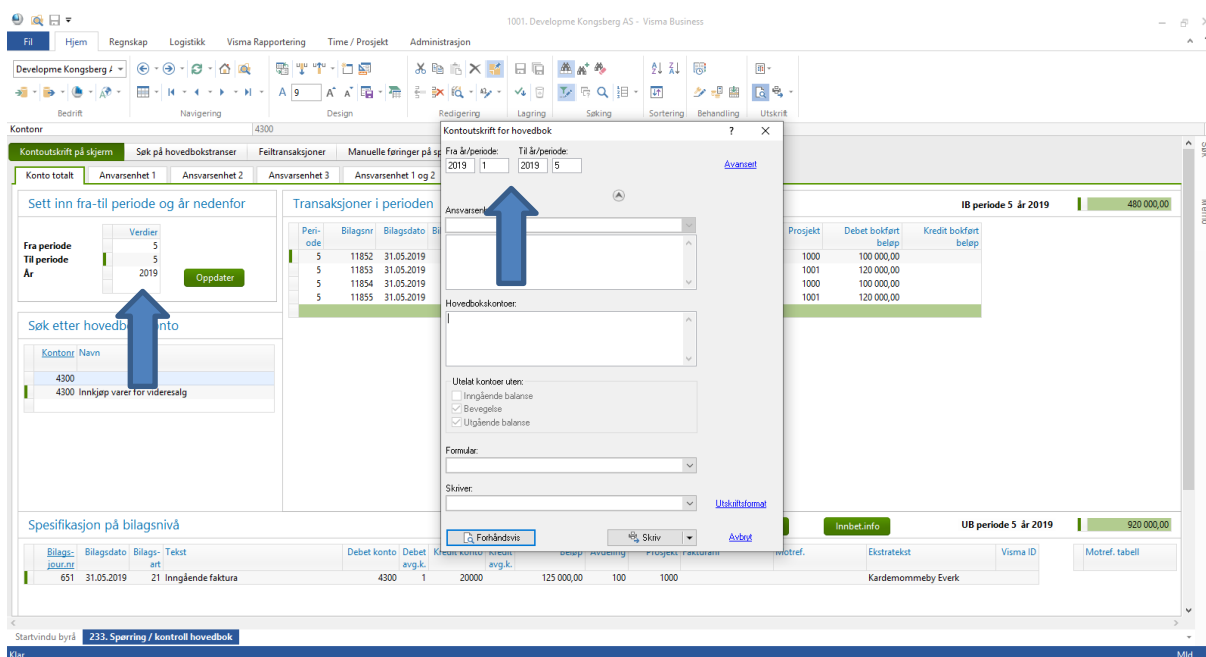 1001. Developme Kongsberg AS - Visma Business
Fil Hjem Regnskap Logistikk Visma Rapportering Time / Prosjekt Administrasjon
Developme Kongsberg A
A 9
Bedrift Navigering Design Redigering Lagring Søking Sortering Behandling Utskrift
Kontonr 4300
Kontoutskrift på skjerm Søk på hovedbokstranser Feiltransaksjoner Manuelle føringer på sp
Konto totalt Ansvarsenhet 1 Ansvarsenhet 2 Ansvarsenhet 3 Ansvarsenhet 1 og 2
Sett inn fra-til periode og år nedenfor
Verdier
Fra periode 5
Til periode 5
År 2019
Oppdater
Søk etter hovedb onto
Kontonr Navn
4300
4300 Innkjøp varer for videresalg
Transaksjoner i perioden
IB periode 5 år 2019 480 000,00
Peri-ode Bilagsnr Bilagsdato Bi Prosjekt Debet bokført beløp Kredit bokført beløp
5 11852 31.05.2019 1000 100 000,00
5 11853 31.05.2019 1001 120 000,00
5 11854 31.05.2019 1000 100 000,00
5 11855 31.05.2019 1001 120 000,00
Kontoutskrift for hovedbok ? X
Fra år/periode: Til år/periode:
2019 1 2019 5
Avansert
Ansvarsen
Hovedbokskontoer:
Utelat kontoer uten:
Inngående balanse
Bevegelse
Utgående balanse
Formular:
Skriver:
Utskriftsformat
Forhåndsvis Skriv Avbryt
Spesifikasjon på bilagsnivå
Innbet.info
UB periode 5 år 2019 920 000,00
Bilags-jour.nr Bilagsdato Bilags-art Tekst Debet konto Debet avg.k. Kredit konto Kredit avg.k. Beløp Avdeling Prosjekt Fakturanr Motref. Ekstratekst Visma ID Motref. tabell
651 31.05.2019 21 Inngående faktura 4300 1 20000 125 000,00 100 1000 Kardemommeby Everk
Startvindu byrå 233. Spørring / kontroll hovedbok
Klar Mld